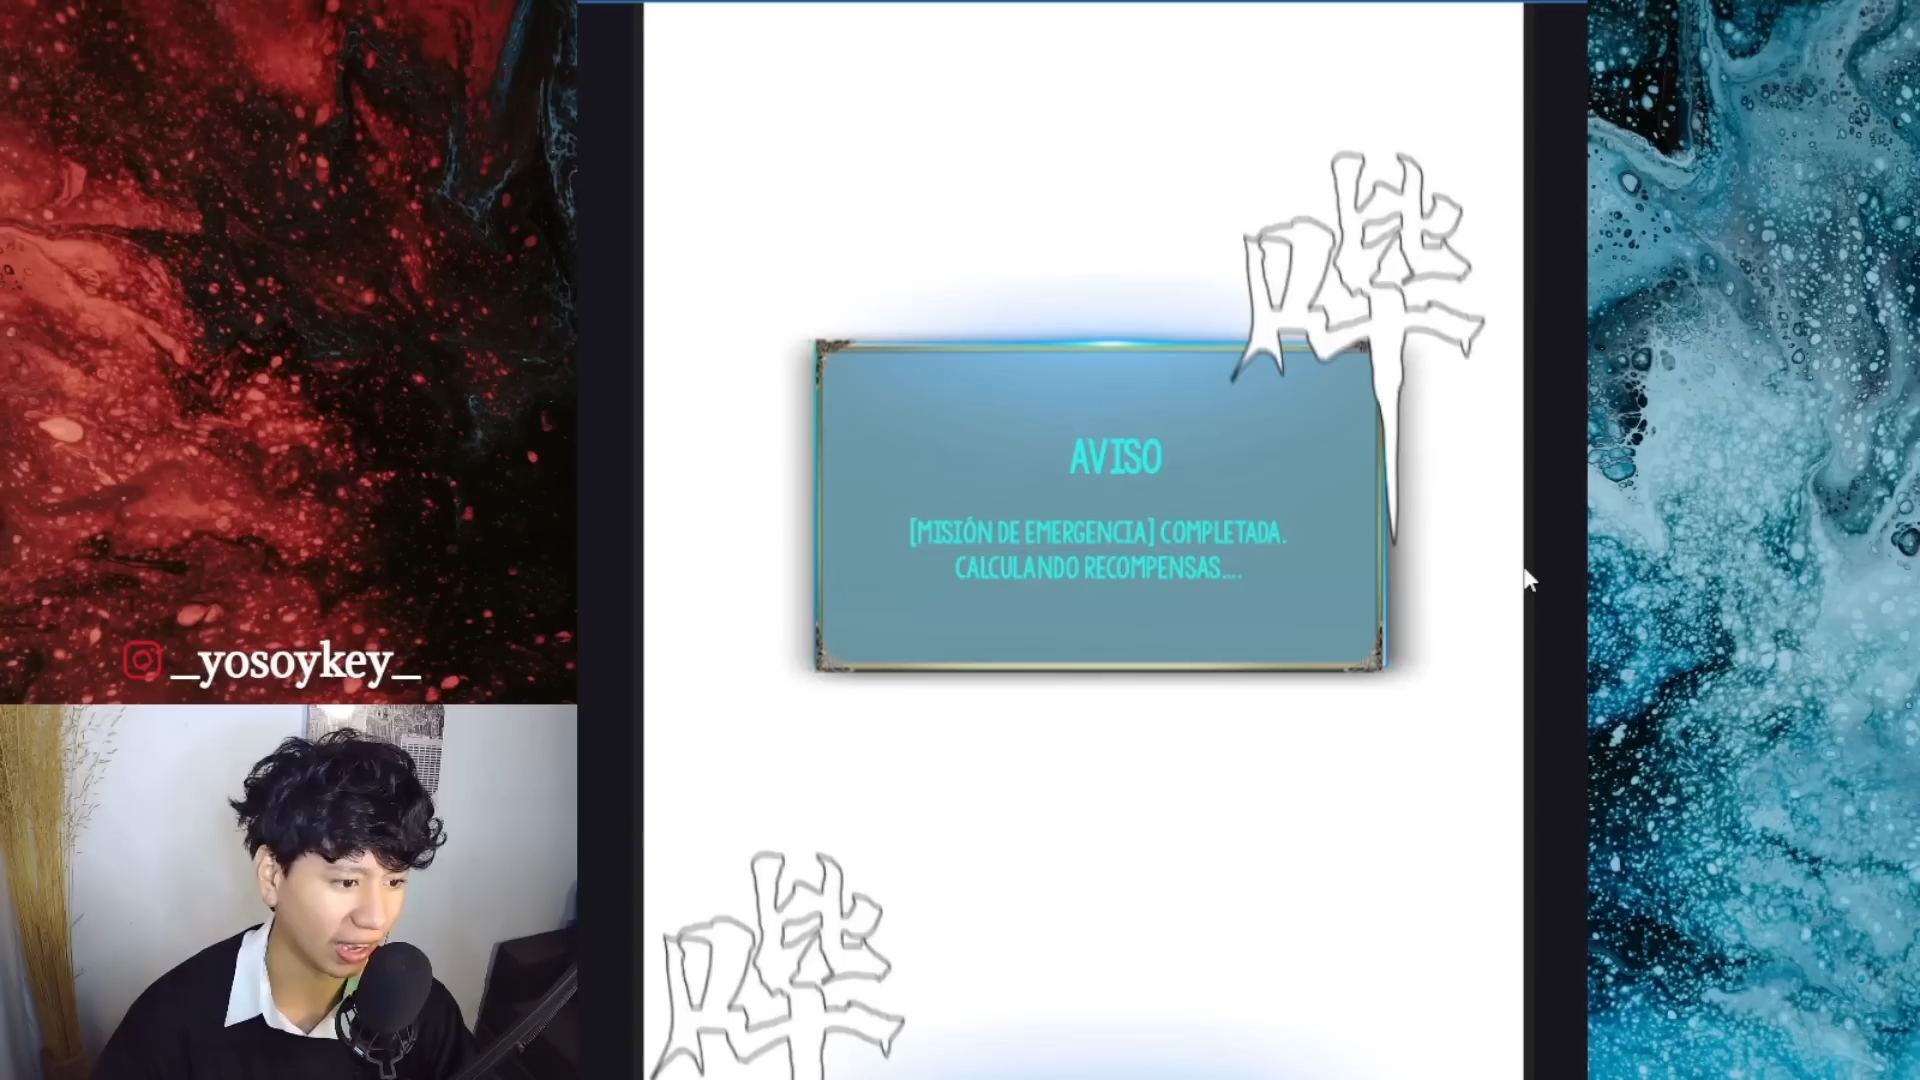 哔
AVISO
[MISIÓN DE EMERGENCIA] COMPLETADA.
CALCULANDO RECOMPENSAS....
_yosoykey_
哔